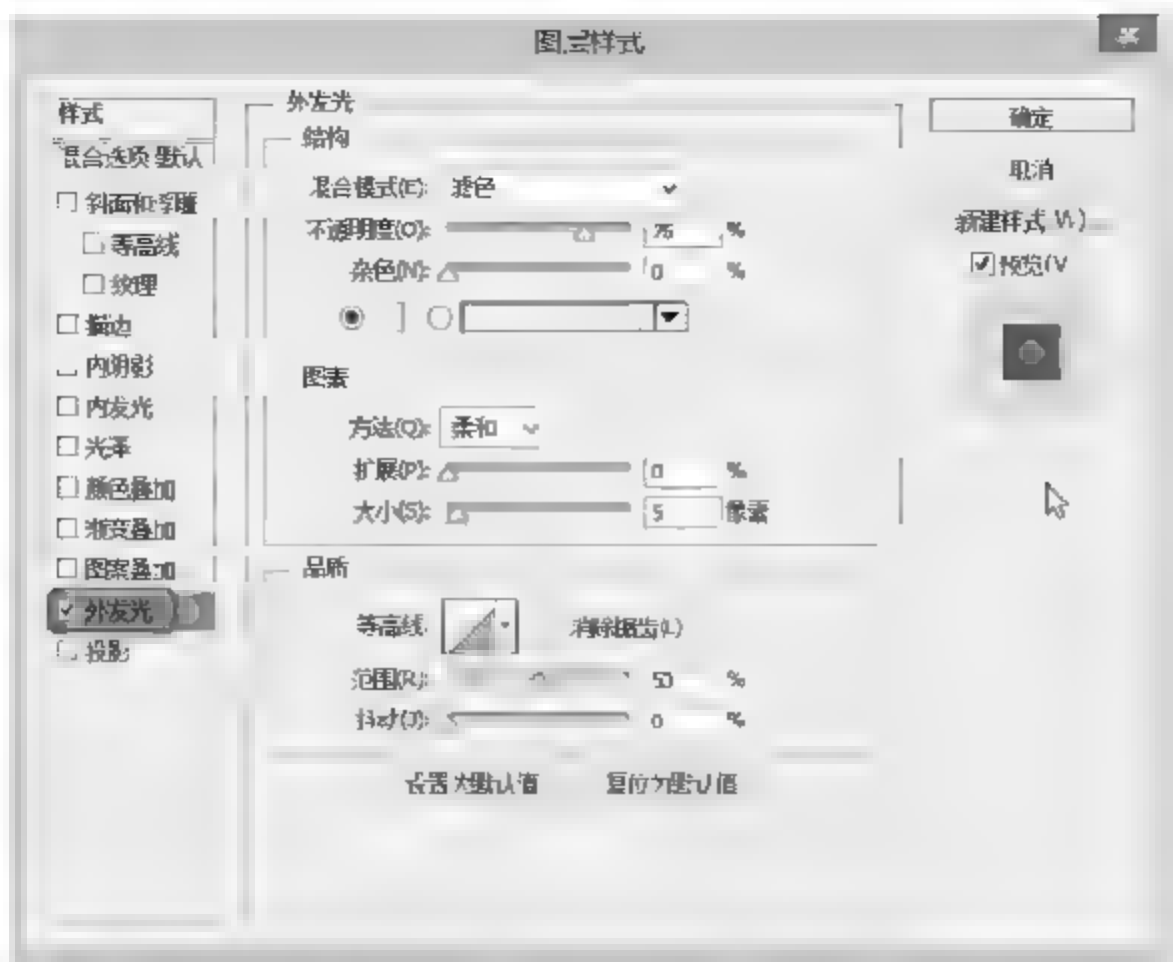 图层样式
样式
混合选项:默认
斜面和浮雕
等高线
纹理
描边
内阴影
内发光
光泽
颜色叠加
渐变叠加
图案叠加
外发光
投影
外发光
结构
混合模式(E): 滤色
不透明度(O): 75 %
杂色(N): 0 %
图素
方法(Q): 柔和
扩展(P): 0 %
大小(S): 5 像素
品质
等高线: 消除锯齿(L)
范围(R): 50 %
抖动(J): 0 %
设置为默认值 复位为默认值
确定
取消
新建样式(W)...
预览(V)